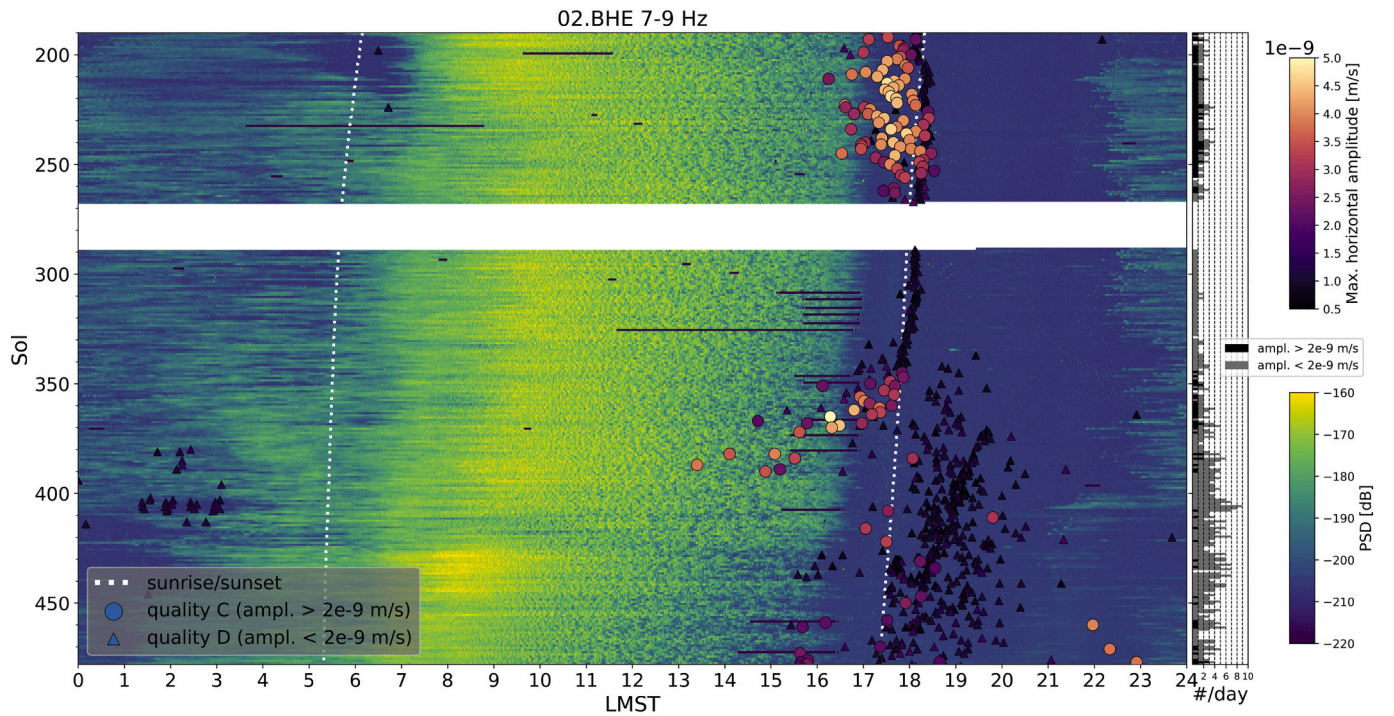 02.BHE 7-9 Hz
1e-9
200
250
300
350
400
450
Sol
0 1 2 3 4 5 6 7 8 9 10 11 12 13 14 15 16 17 18 19 20 21 22 23 24
LMST
sunrise/sunset
quality C (ampl. > 2e-9 m/s)
quality D (ampl. < 2e-9 m/s)
2 4 6 8 10
#/day
5.0
4.5
4.0
3.5
3.0
2.5
2.0
1.5
1.0
0.5
Max. horizontal amplitude [m/s]
ampl. > 2e-9 m/s
ampl. < 2e-9 m/s
−160
−170
−180
−190
−200
−210
−220
PSD [dB]